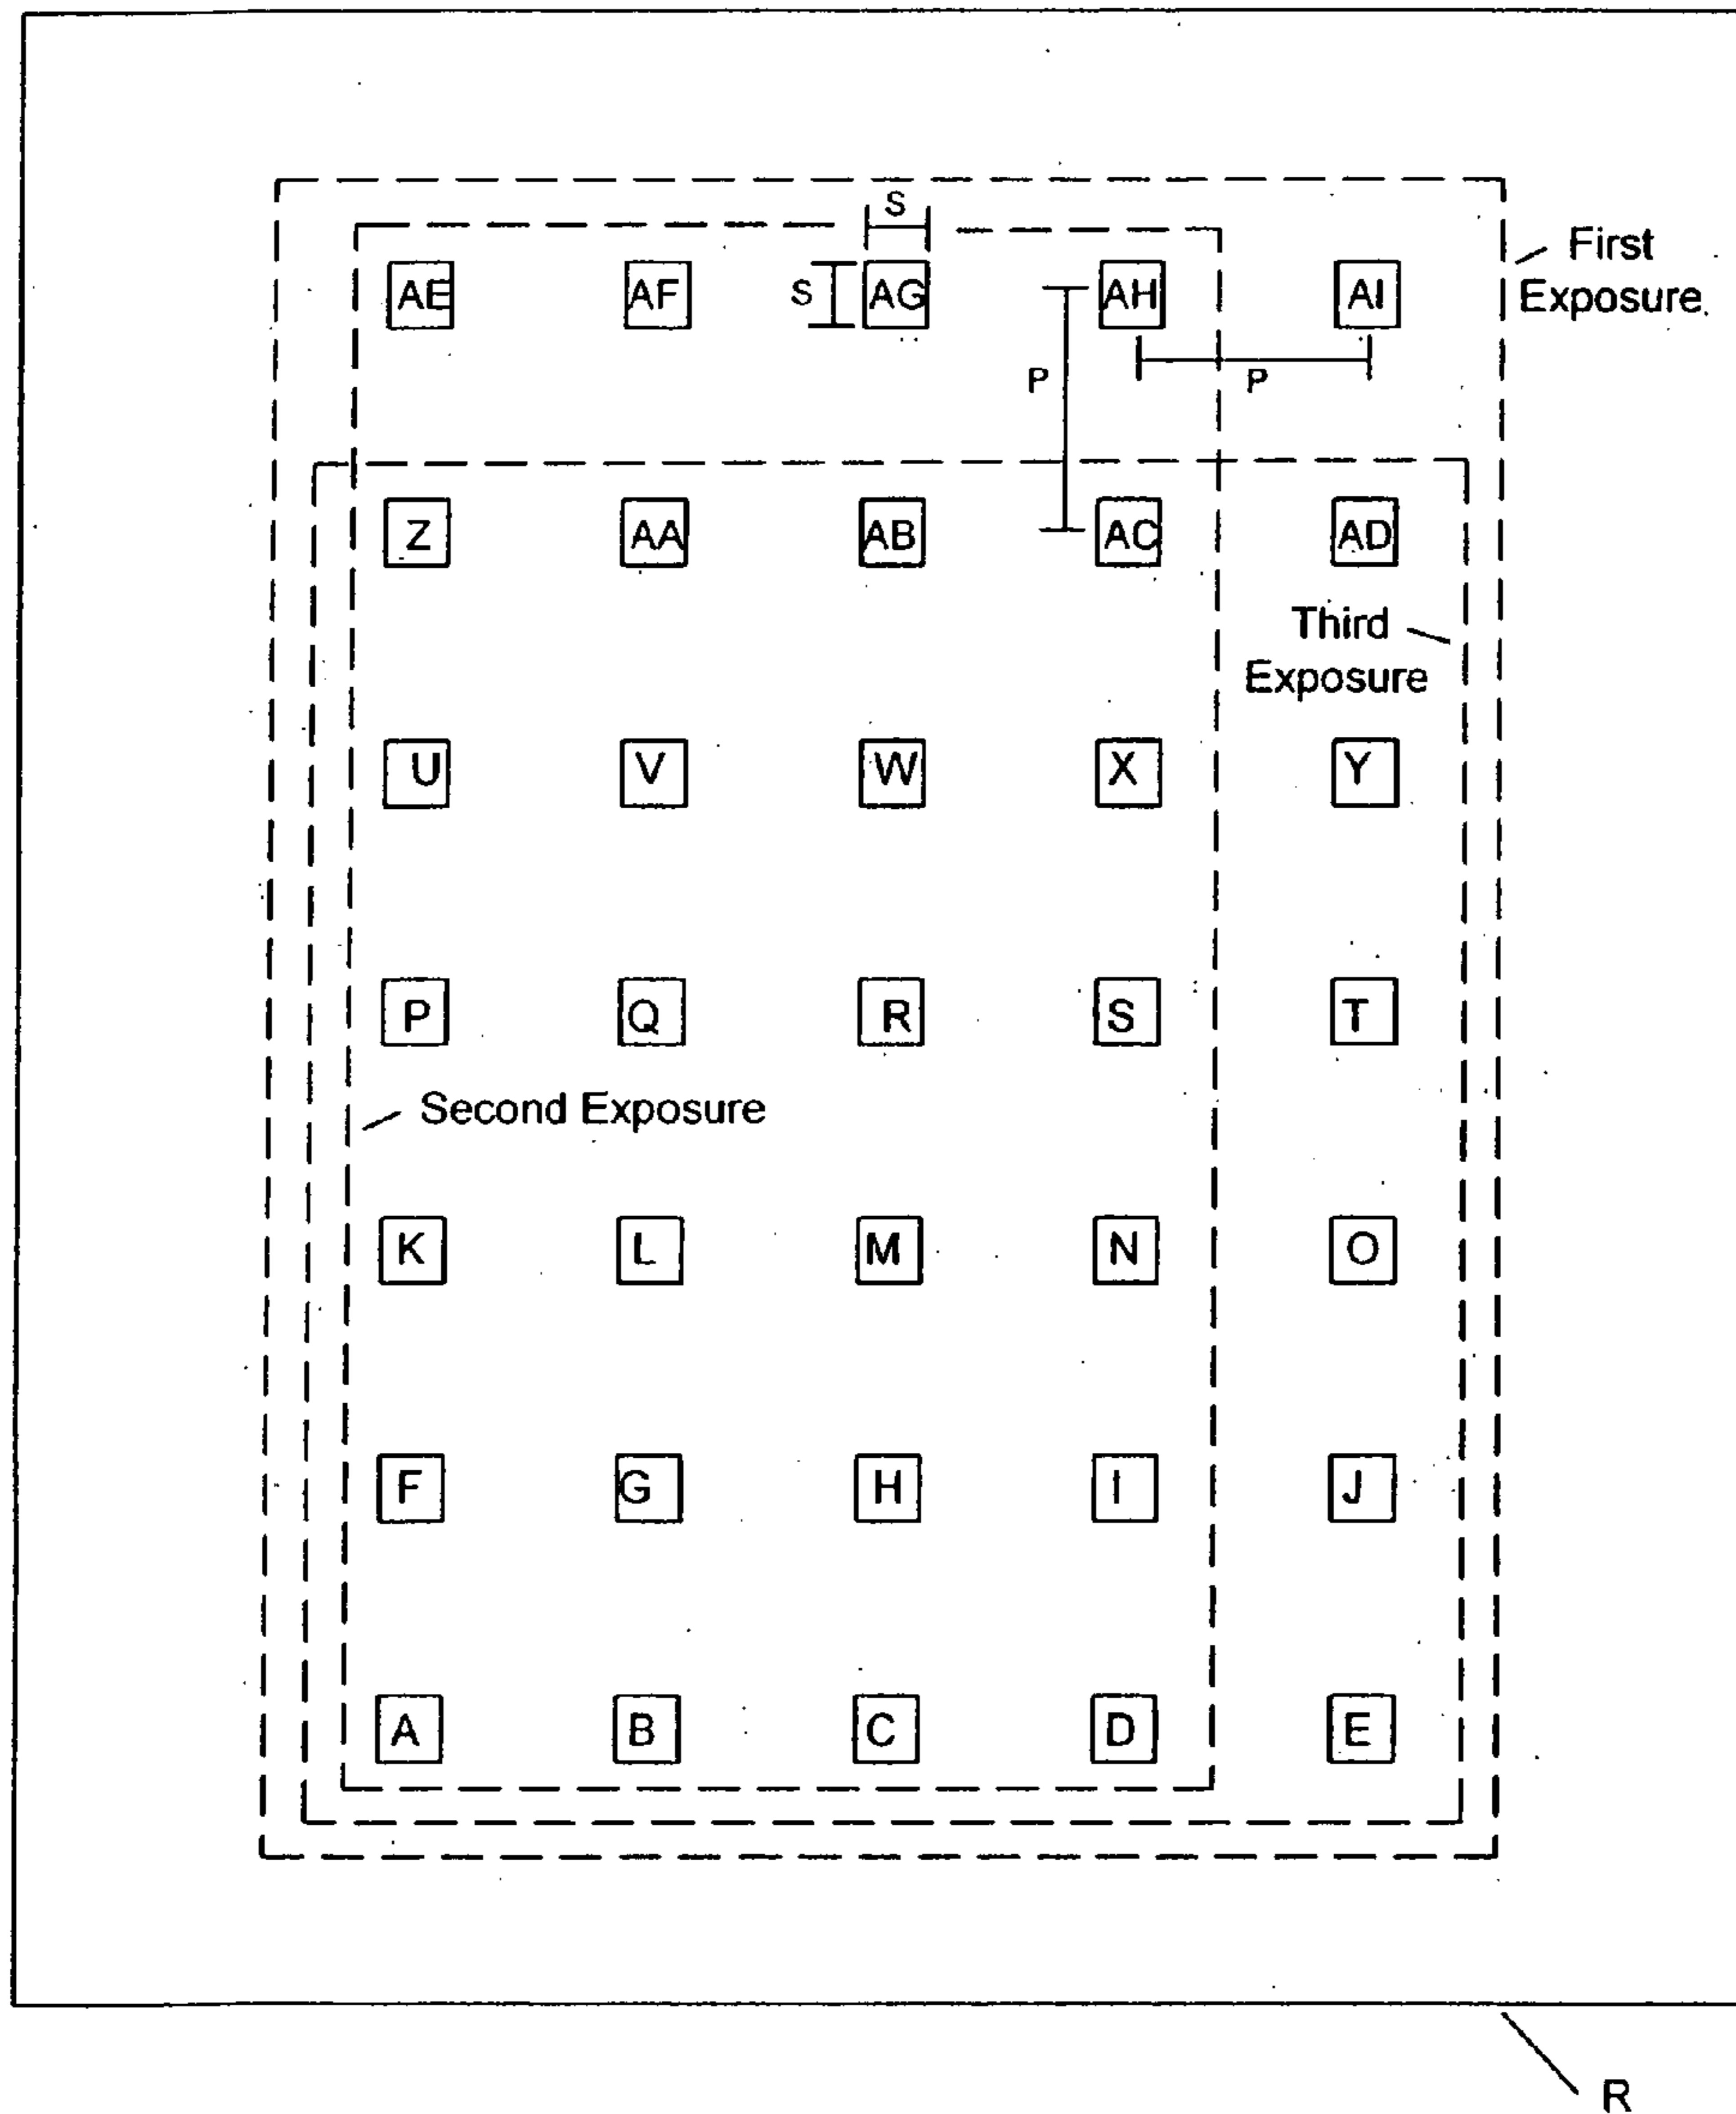 S
First
Exposure
AE AF S AG AH AI
P P
Z AA AB AC AD
Third
Exposure
U V W X Y
P Q R S T
Second Exposure
K L M N O
F G H I J
A B C D E
R